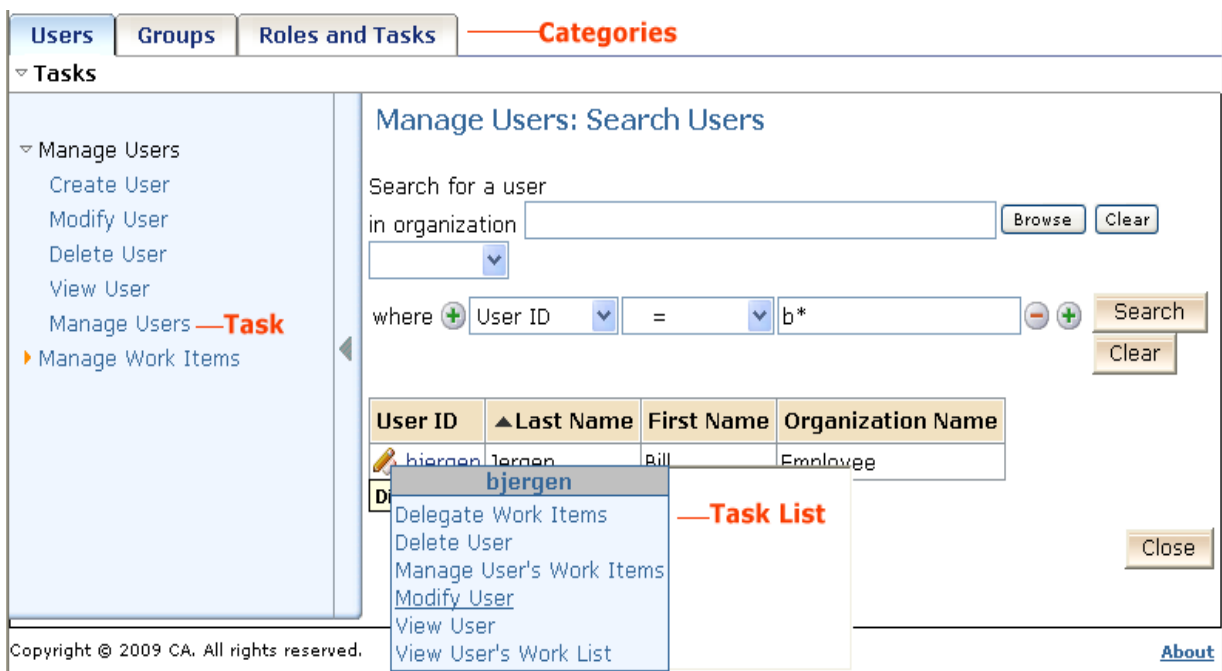 Users Groups Roles and Tasks Categories
Tasks
Manage Users: Search Users
Manage Users
Create User
Modify User
Delete User
View User
Manage Users Task
Manage Work Items
Search for a user
in organization Browse Clear
where User ID = b* Search
Clear
User ID Last Name First Name Organization Name
bjergen Jergen Bill Employee
bjergen
Delegate Work Items
Delete User
Manage User's Work Items
Modify User
View User
View User's Work List
Task List
Close
Copyright © 2009 CA. All rights reserved.
About